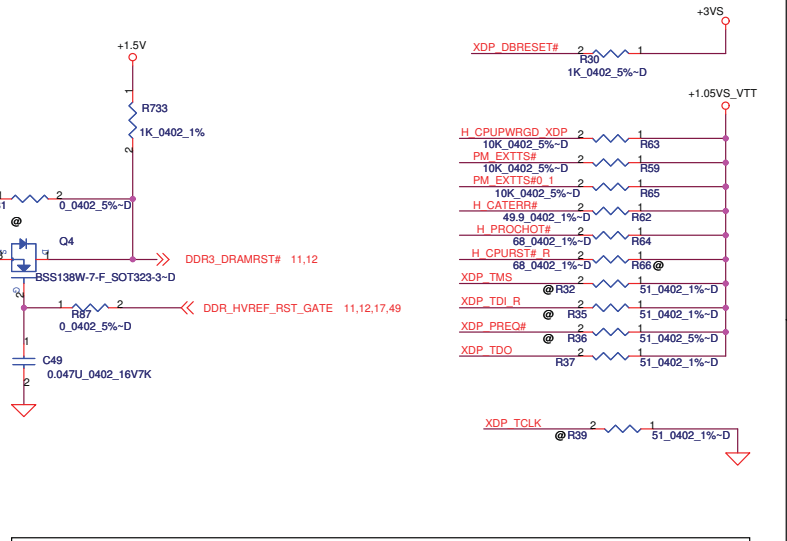 +3VS
XDP_DBRESET# 2 1
R30
1K_0402_5%~D
+1.5V
1
R733
1K_0402_1%
2
2
0_0402_5%~D
@
Q4
S D 1
BSS138W-7-F_SOT323-3~D
G 2
DDR3_DRAMRST# 11,12
1 2
R87
0_0402_5%~D
DDR_HVREF_RST_GATE 11,12,17,49
1
C49
0.047U_0402_16V7K
2
+1.05VS_VTT
H_CPUPWRGD_XDP 2 1
10K_0402_5%~D R63
PM_EXTTS# 2 1
10K_0402_5%~D R59
PM_EXTTS#0_1 2 1
10K_0402_5%~D R65
H_CATERR# 2 1
49.9_0402_1%~D R62
H_PROCHOT# 2 1
68_0402_1%~D R64
H_CPURST#_R 2 1
68_0402_1%~D R66 @
XDP_TMS 2 1
@ R32 51_0402_1%~D
XDP_TDI_R 2 1
@ R35 51_0402_1%~D
XDP_PREQ# 2 1
@ R36 51_0402_5%~D
XDP_TDO 2 1
R37 51_0402_1%~D
XDP_TCLK 2 1
@ R39 51_0402_1%~D